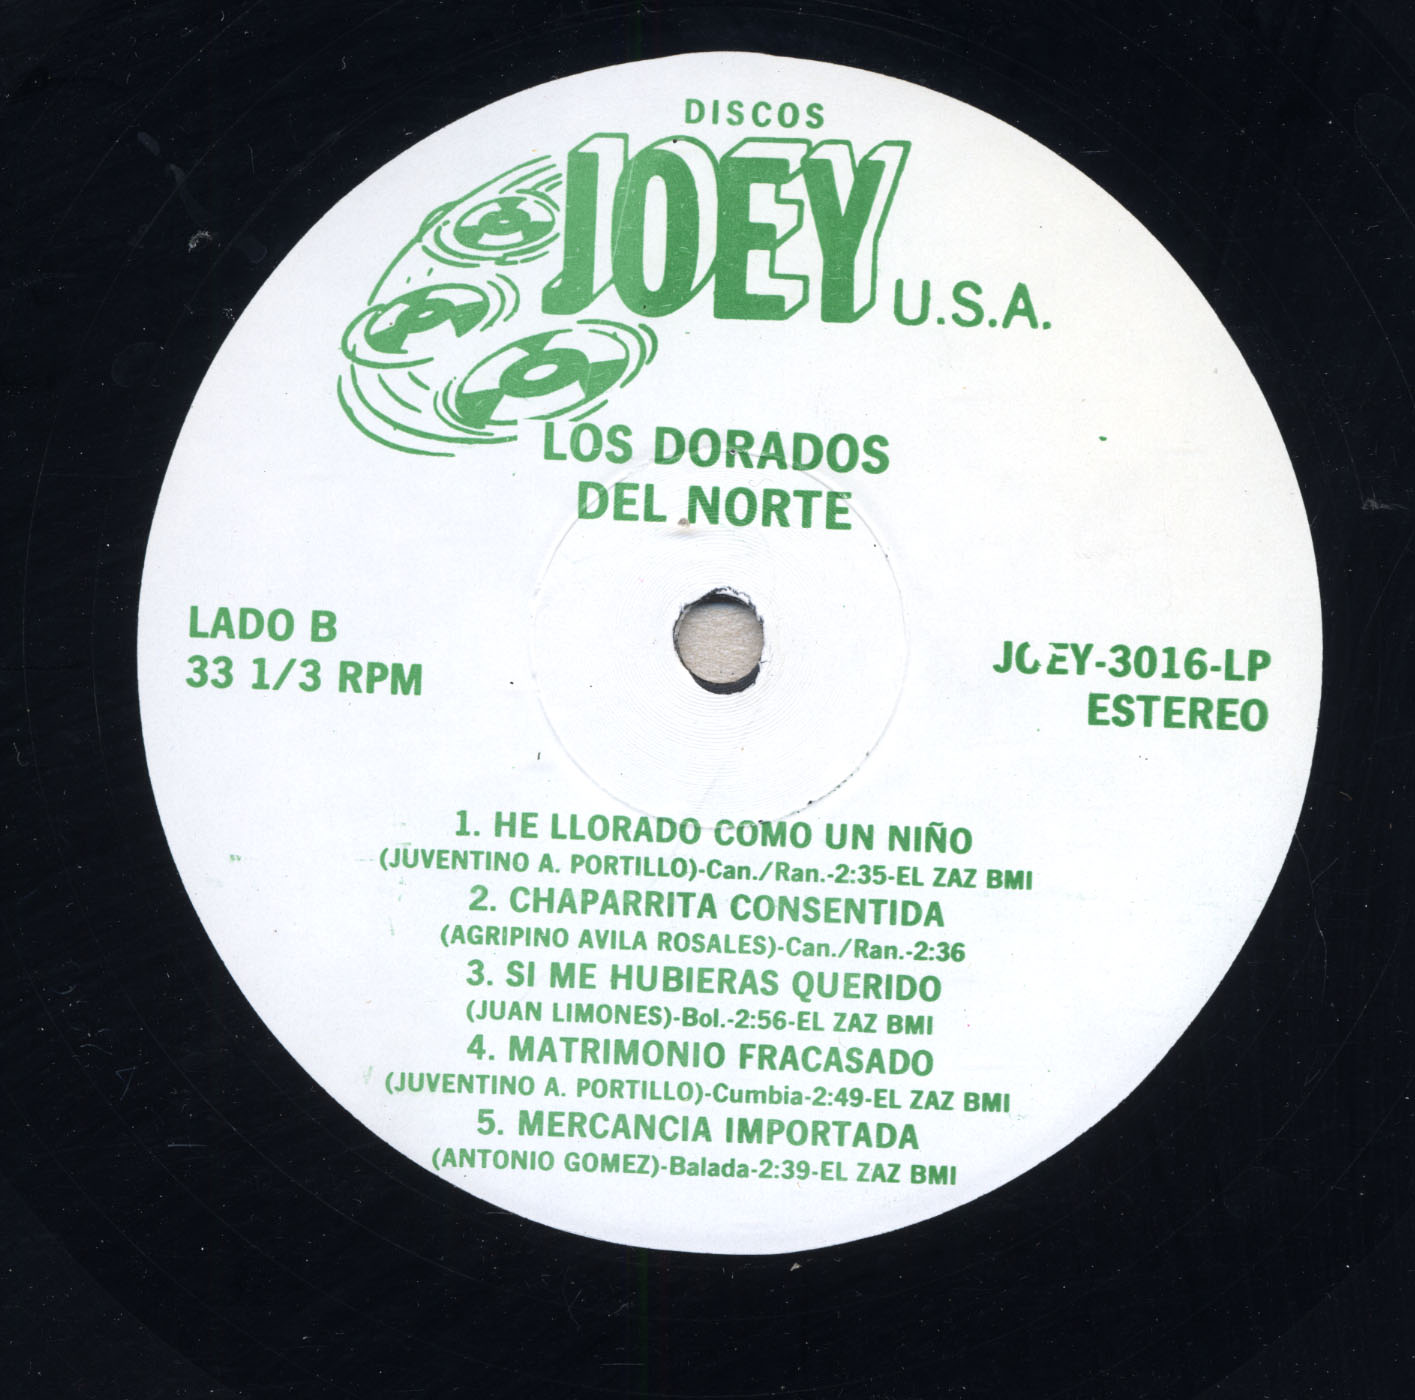 DISCOS
JOEY U.S.A.
LOS DORADOS
DEL NORTE
LADO B
33 1/3 RPM
JOEY-3016-LP
ESTEREO
1. HE LLORADO COMO UN NIÑO
(JUVENTINO A. PORTILLO)-Can./Ran.-2:35-EL ZAZ BMI
2. CHAPARRITA CONSENTIDA
(AGRIPINO AVILA ROSALES)-Can./Ran.-2:36
3. SI ME HUBIERAS QUERIDO
(JUAN LIMONES)-Bol.-2:56-EL ZAZ BMI
4. MATRIMONIO FRACASADO
(JUVENTINO A. PORTILLO)-Cumbia-2:49-EL ZAZ BMI
5. MERCANCIA IMPORTADA
(ANTONIO GOMEZ)-Balada-2:39-EL ZAZ BMI